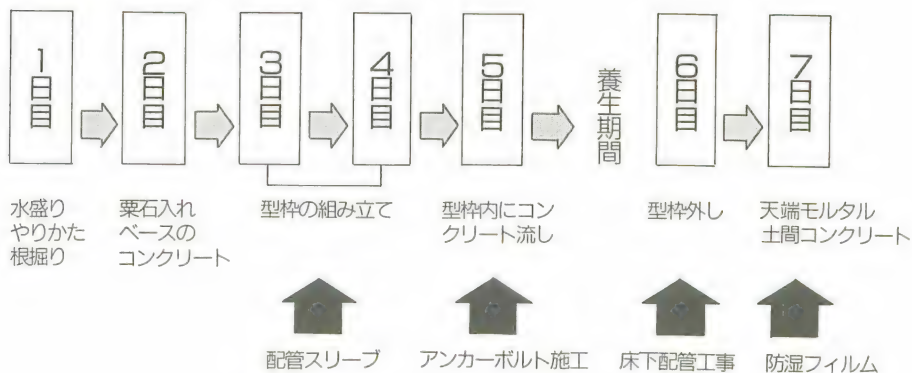 1日目
2日目
3日目
4日目
5日目
養生期間
6日目
7日目
水盛り
やりかた
根掘り
栗石入れ
ベースの
コンクリート
型枠の組み立て
型枠内にコン
クリート流し
型枠外し
天端モルタル
土間コンクリート
配管スリーブ
アンカーボルト施工
床下配管工事
防湿フィルム